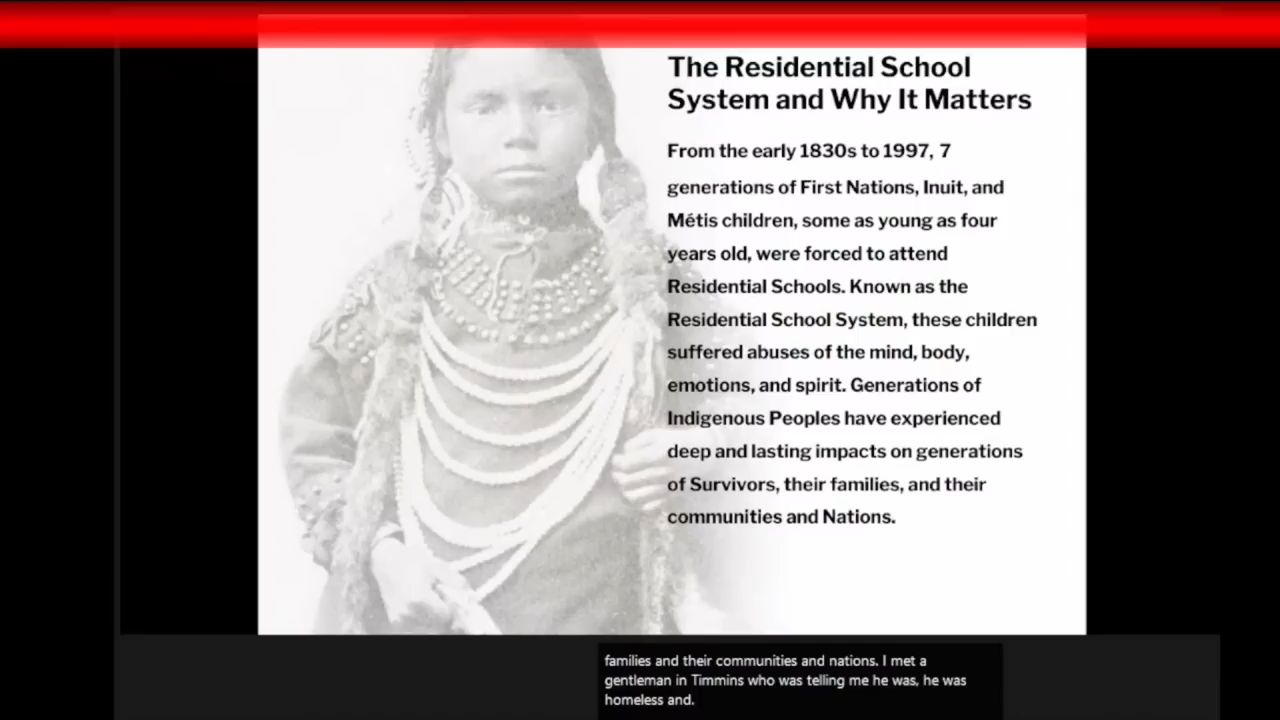 The Residential School
System and Why It Matters
From the early 1830s to 1997, 7
generations of First Nations, Inuit, and
Métis children, some as young as four
years old, were forced to attend
Residential Schools. Known as the
Residential School System, these children
suffered abuses of the mind, body,
emotions, and spirit. Generations of
Indigenous Peoples have experienced
deep and lasting impacts on generations
of Survivors, their families, and their
communities and Nations.
families and their communities and nations. I met a
gentleman in Timmins who was telling me he was, he was
homeless and.